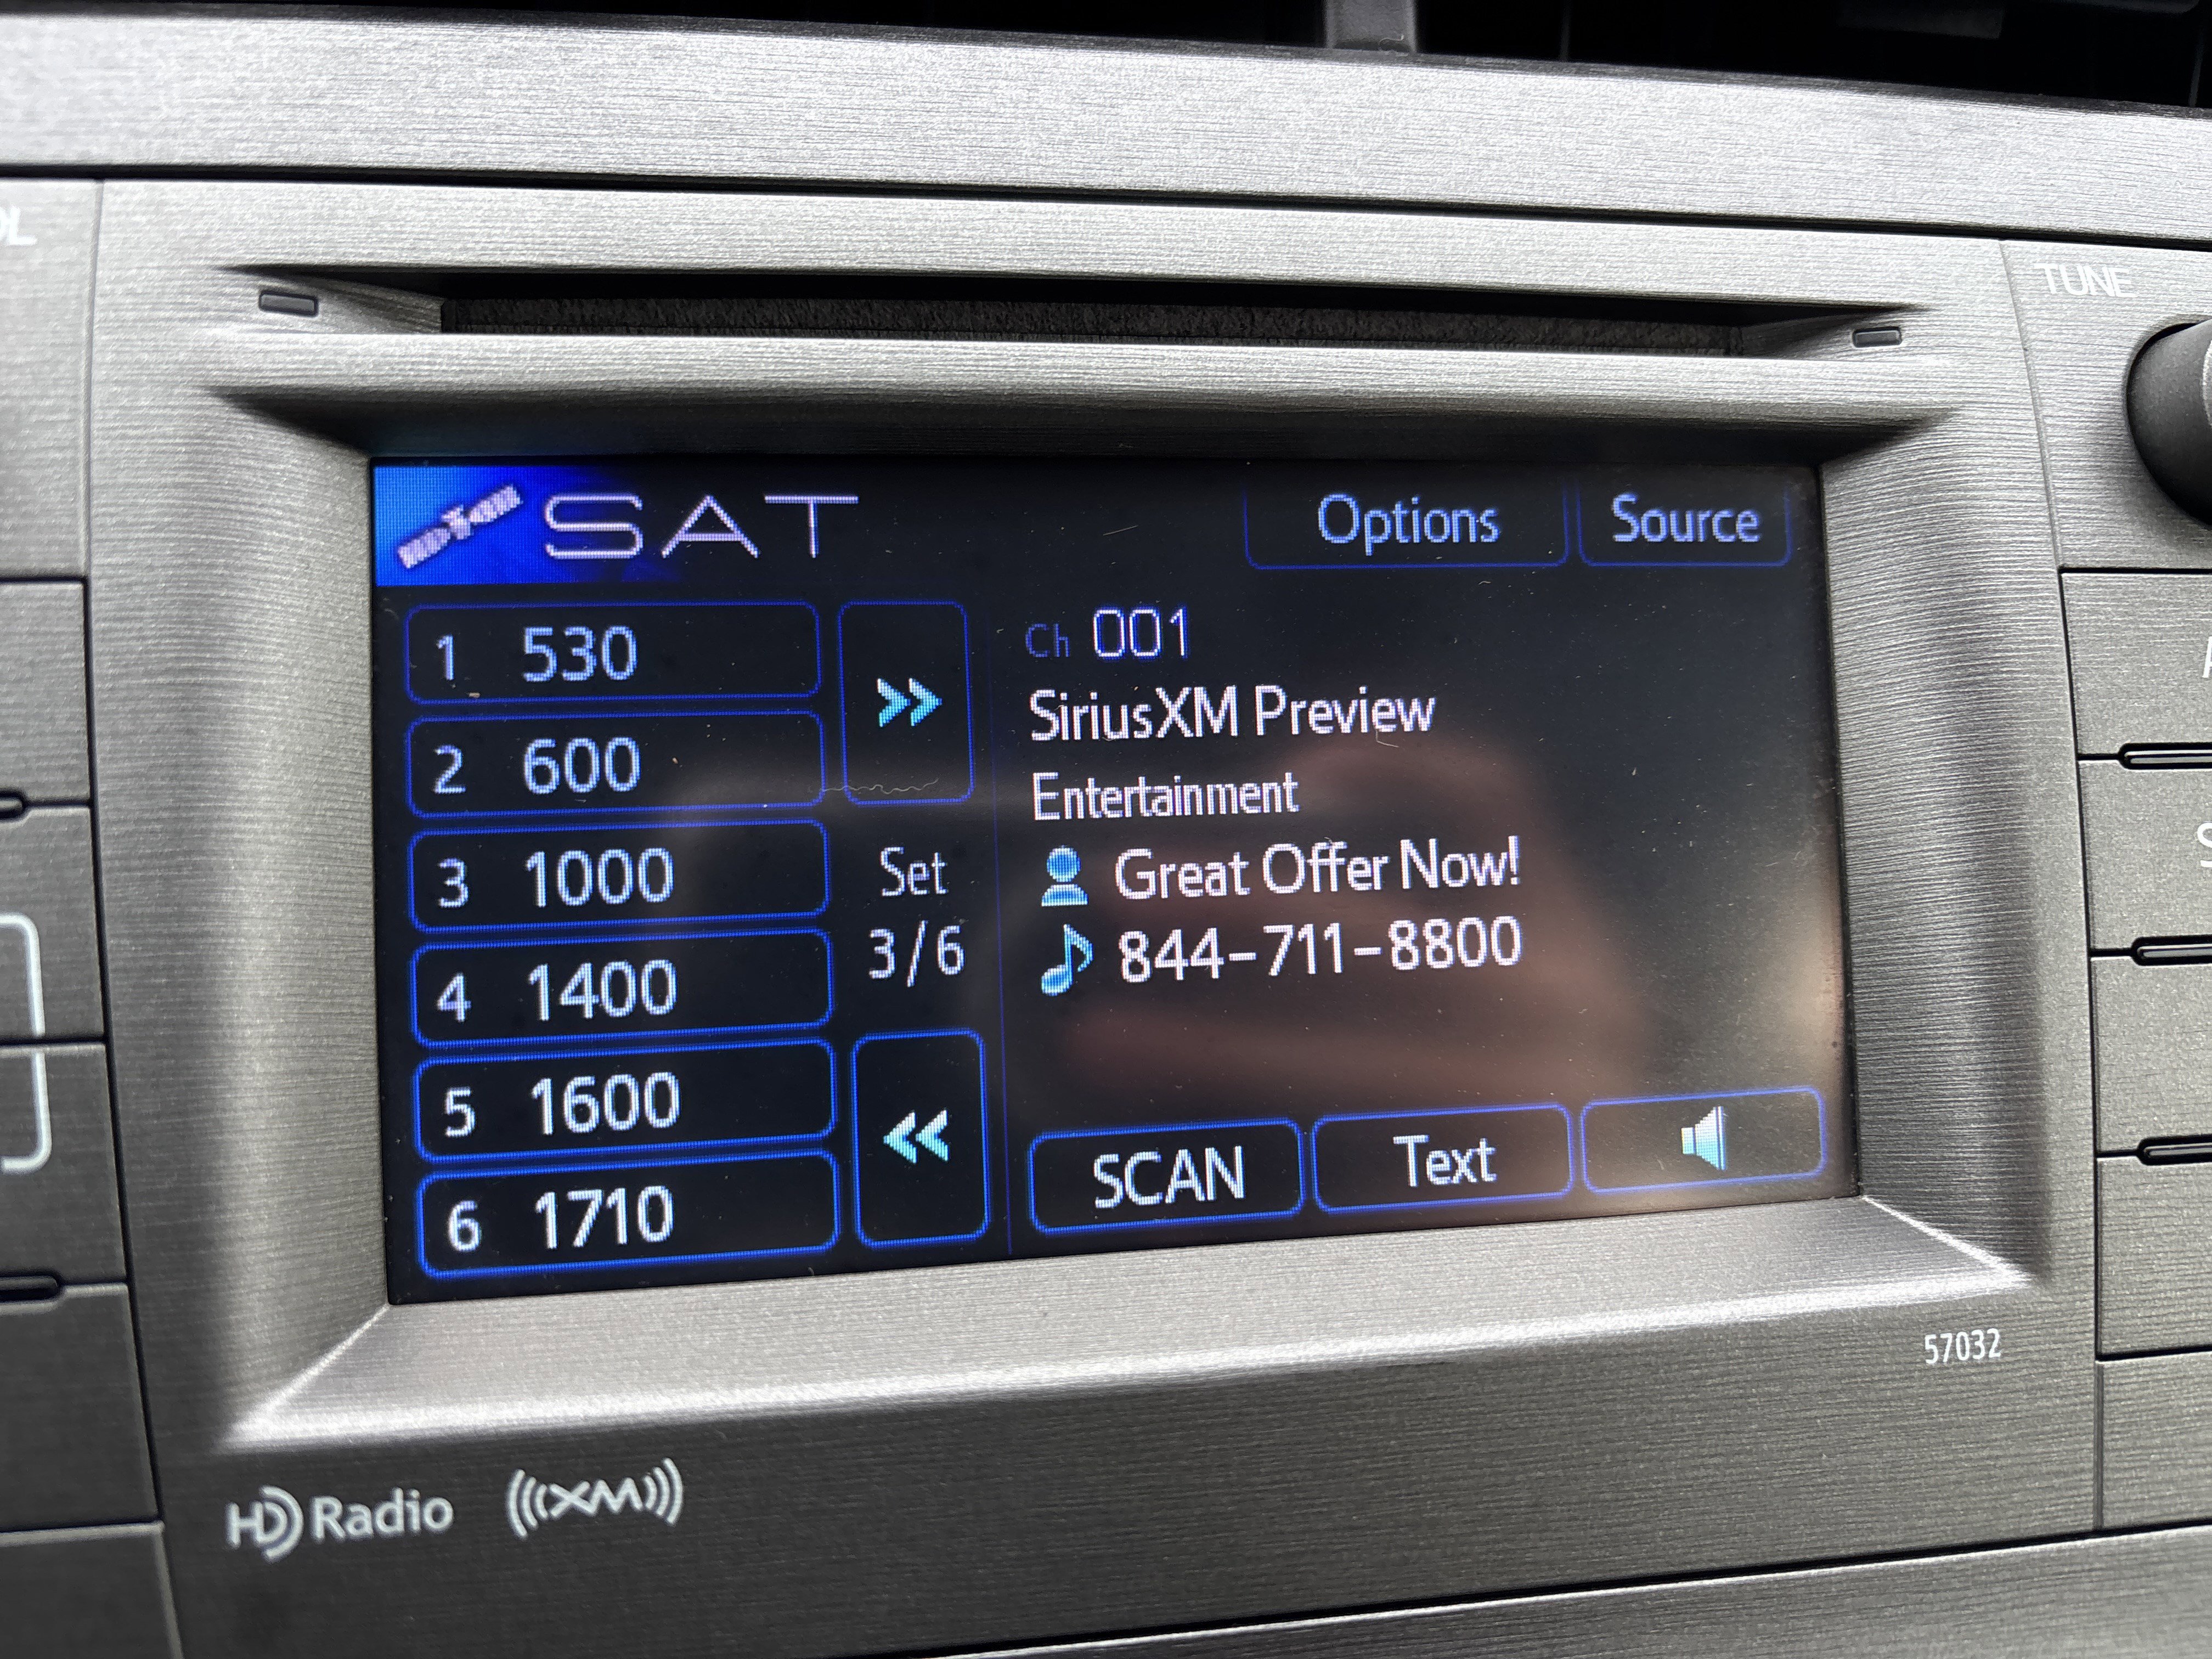 OL
TUNE
SAT
Options
Source
1 530
2 600
3 1000
4 1400
5 1600
6 1710
Set
3/6
Ch 001
SiriusXM Preview
Entertainment
Great Offer Now!
844-711-8800
SCAN
Text
57032
HD Radio
((XM))